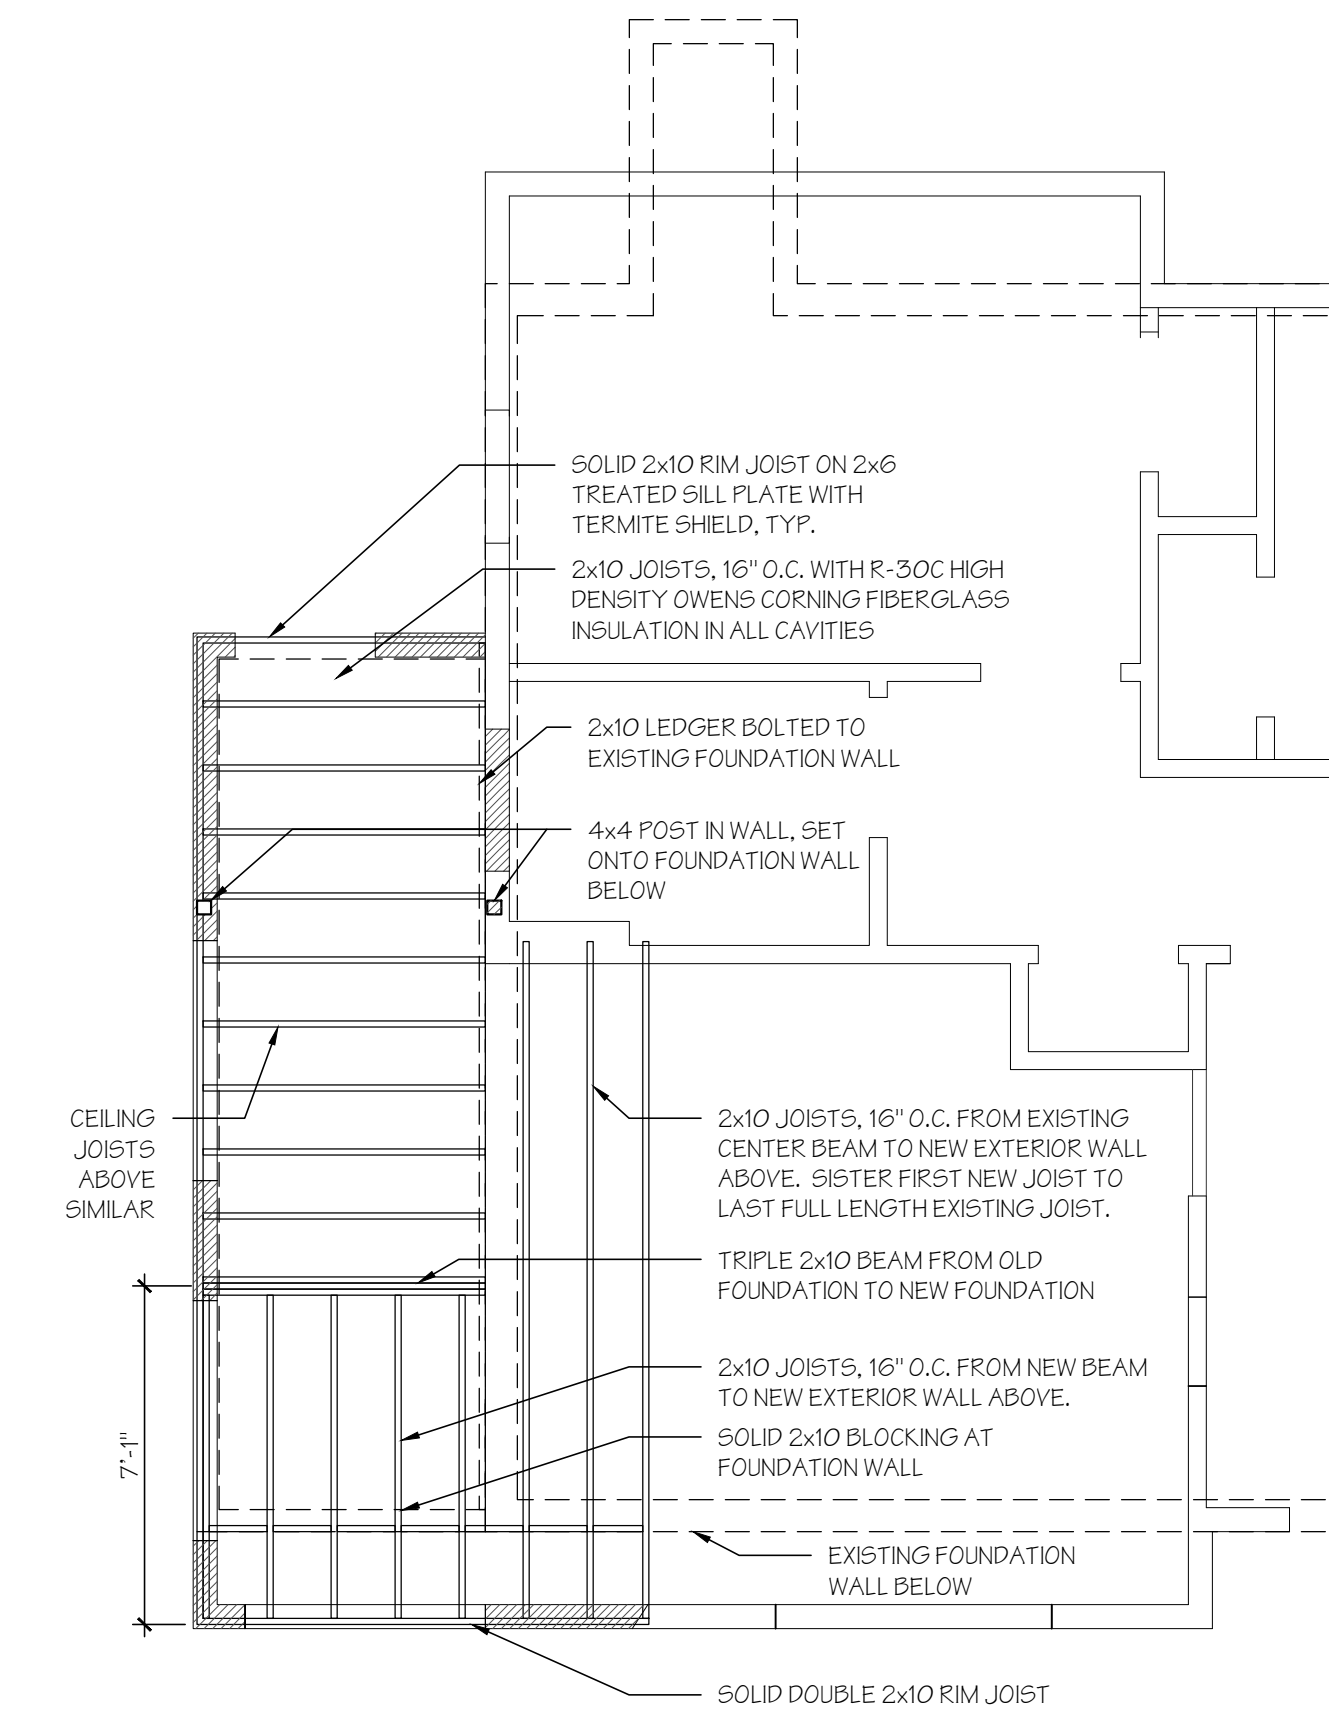 SOLID 2x10 RIM JOIST ON 2x6
TREATED SILL PLATE WITH
TERMITE SHIELD, TYP.
2x10 JOISTS, 16" O.C. WITH R-30C HIGH
DENSITY OWENS CORNING FIBERGLASS
INSULATION IN ALL CAVITIES
2x10 LEDGER BOLTED TO
EXISTING FOUNDATION WALL
4x4 POST IN WALL, SET
ONTO FOUNDATION WALL
BELOW
CEILING
JOISTS
ABOVE
SIMILAR
2x10 JOISTS, 16" O.C. FROM EXISTING
CENTER BEAM TO NEW EXTERIOR WALL
ABOVE. SISTER FIRST NEW JOIST TO
LAST FULL LENGTH EXISTING JOIST.
TRIPLE 2x10 BEAM FROM OLD
FOUNDATION TO NEW FOUNDATION
2x10 JOISTS, 16" O.C. FROM NEW BEAM
TO NEW EXTERIOR WALL ABOVE.
SOLID 2x10 BLOCKING AT
FOUNDATION WALL
7'-1"
EXISTING FOUNDATION
WALL BELOW
SOLID DOUBLE 2x10 RIM JOIST